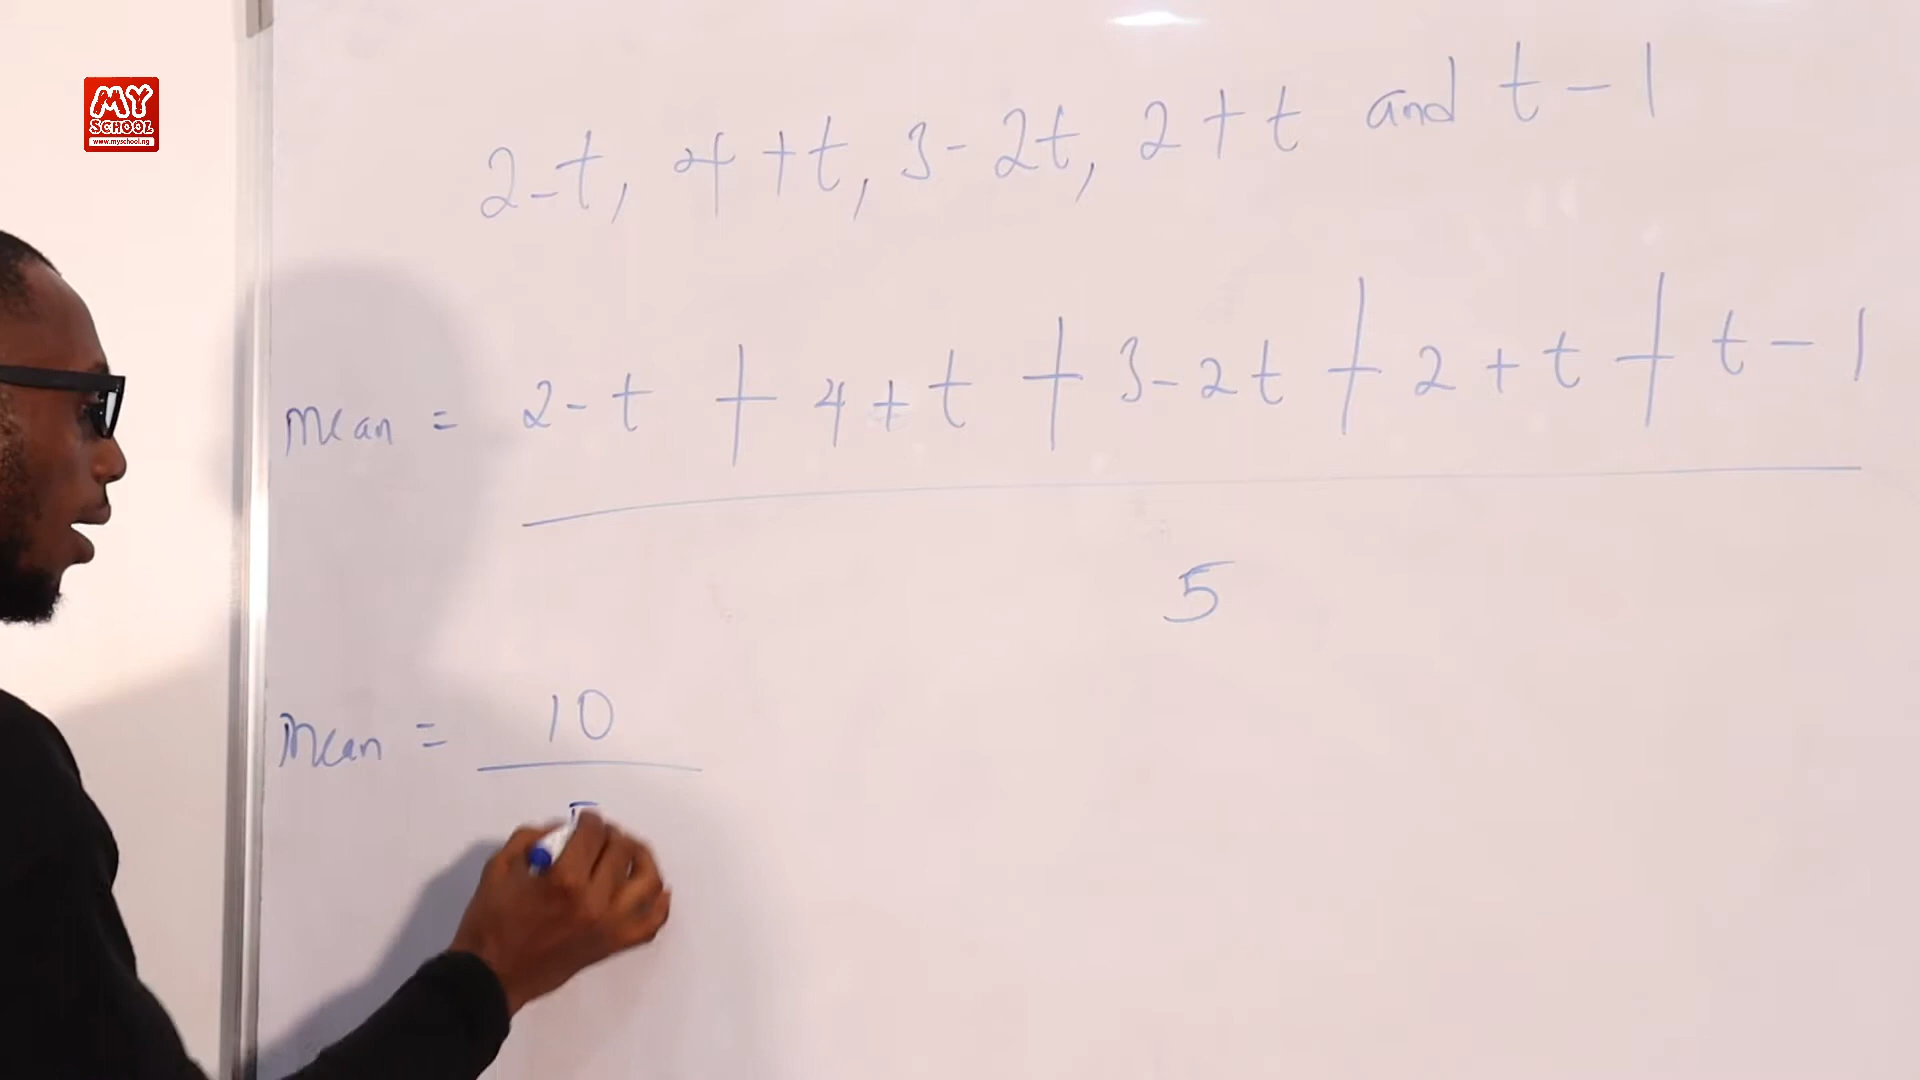 MY
SCHOOL
www.myschool.ng
2-t, 4+t, 3-2t, 2+t and t-1
mean = 2-t + 4+t + 3-2t + 2+t + t-1
5
Mean = 10
5